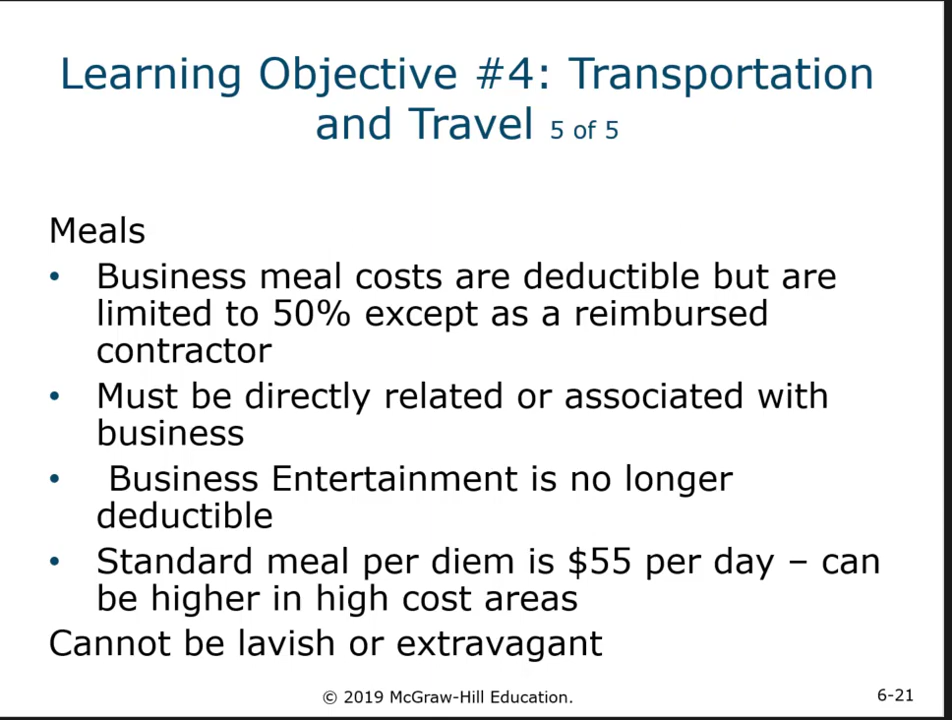 Learning Objective #4: Transportation
and Travel 5 of 5
Meals
• Business meal costs are deductible but are
limited to 50% except as a reimbursed
contractor
• Must be directly related or associated with
business
• Business Entertainment is no longer
deductible
• Standard meal per diem is $55 per day – can
be higher in high cost areas
Cannot be lavish or extravagant
© 2019 McGraw-Hill Education.
6-21